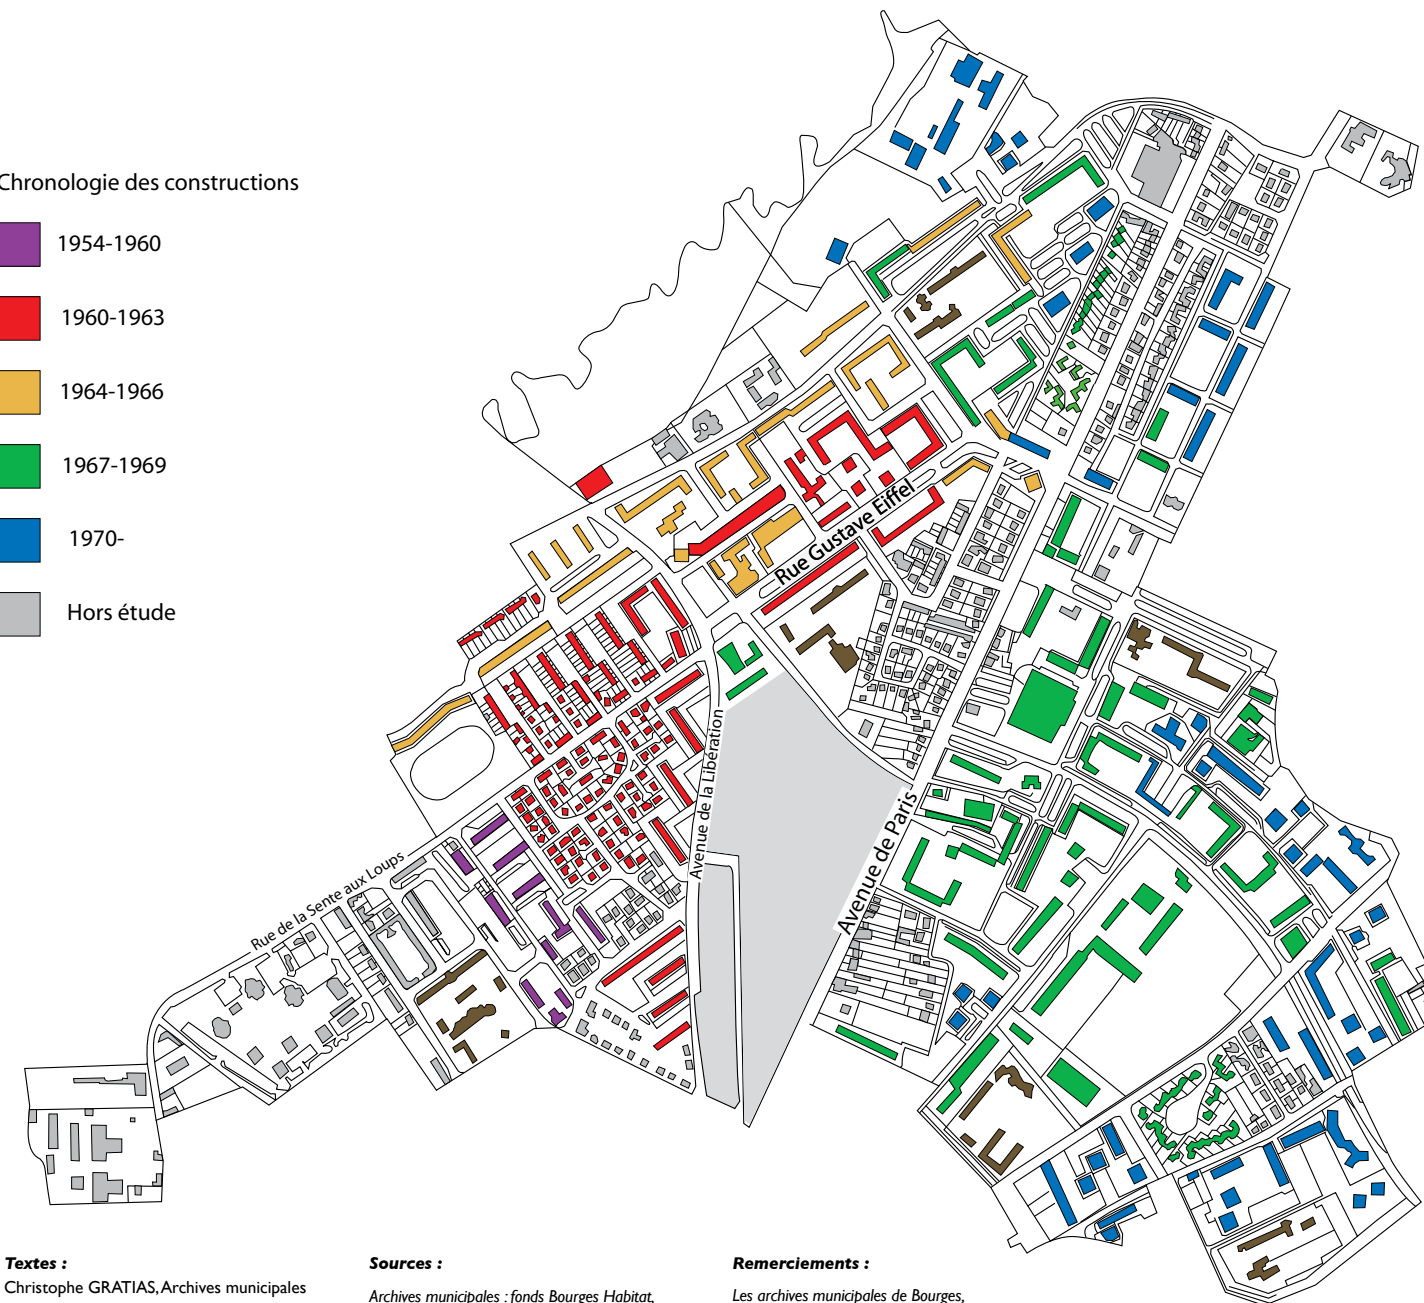 Chronologie des constructions
1954-1960
1960-1963
1964-1966
1967-1969
1970-
Hors étude
Rue Gustave Eiffel
Avenue de la Libération
Avenue de Paris
Rue de la Sente aux Loups
Textes :
Christophe GRATIAS, Archives municipales
Sources :
Archives municipales : fonds Bourges Habitat,
Remerciements :
Les archives municipales de Bourges,